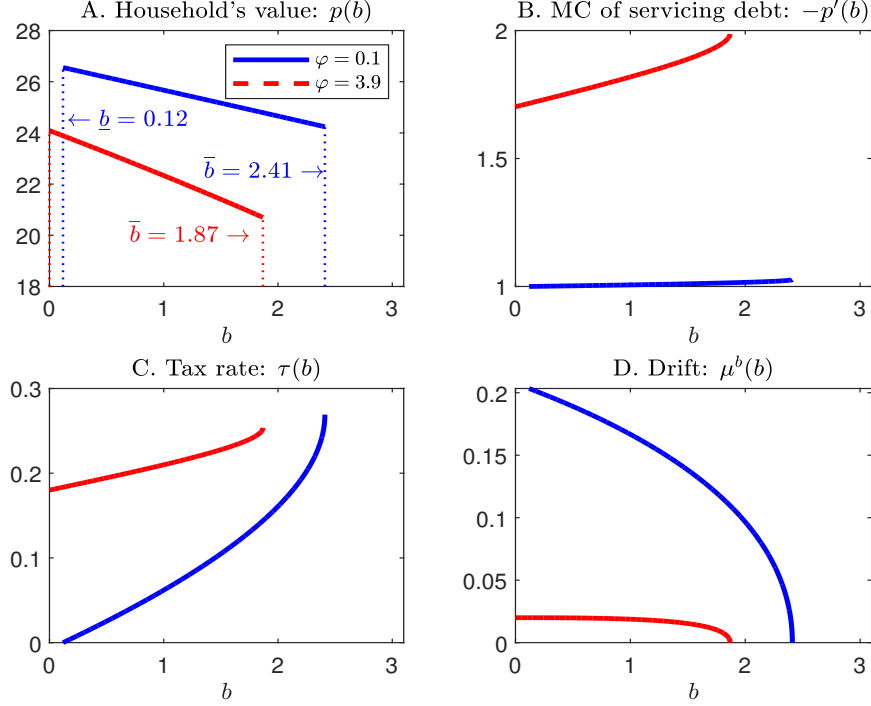 A. Household's value: p(b)
28
26
24
22
20
18
φ = 0.1
φ = 3.9
← b = 0.12
b̅ = 2.41 →
b̅ = 1.87 →
0 1 2 3
b
B. MC of servicing debt: −p′(b)
2
1.5
1
0 1 2 3
b
C. Tax rate: τ(b)
0.3
0.2
0.1
0
0 1 2 3
b
D. Drift: μᵇ(b)
0.2
0.15
0.1
0.05
0
0 1 2 3
b